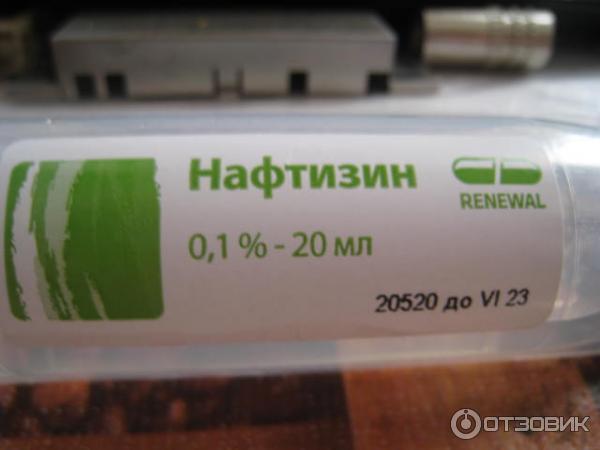 Нафтизин
RENEWAL
0,1 % - 20 мл
20520 до VI 23
ОТЗОВИК